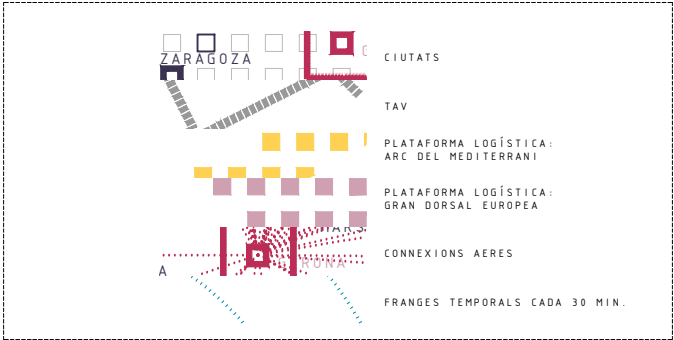 ZARAGOZA
CIUTATS
TAV
PLATAFORMA LOGÍSTICA:
ARC DEL MEDITERRANI
PLATAFORMA LOGÍSTICA:
GRAN DORSAL EUROPEA
CONNEXIONS AERES
A
FRANGES TEMPORALS CADA 30 MIN.